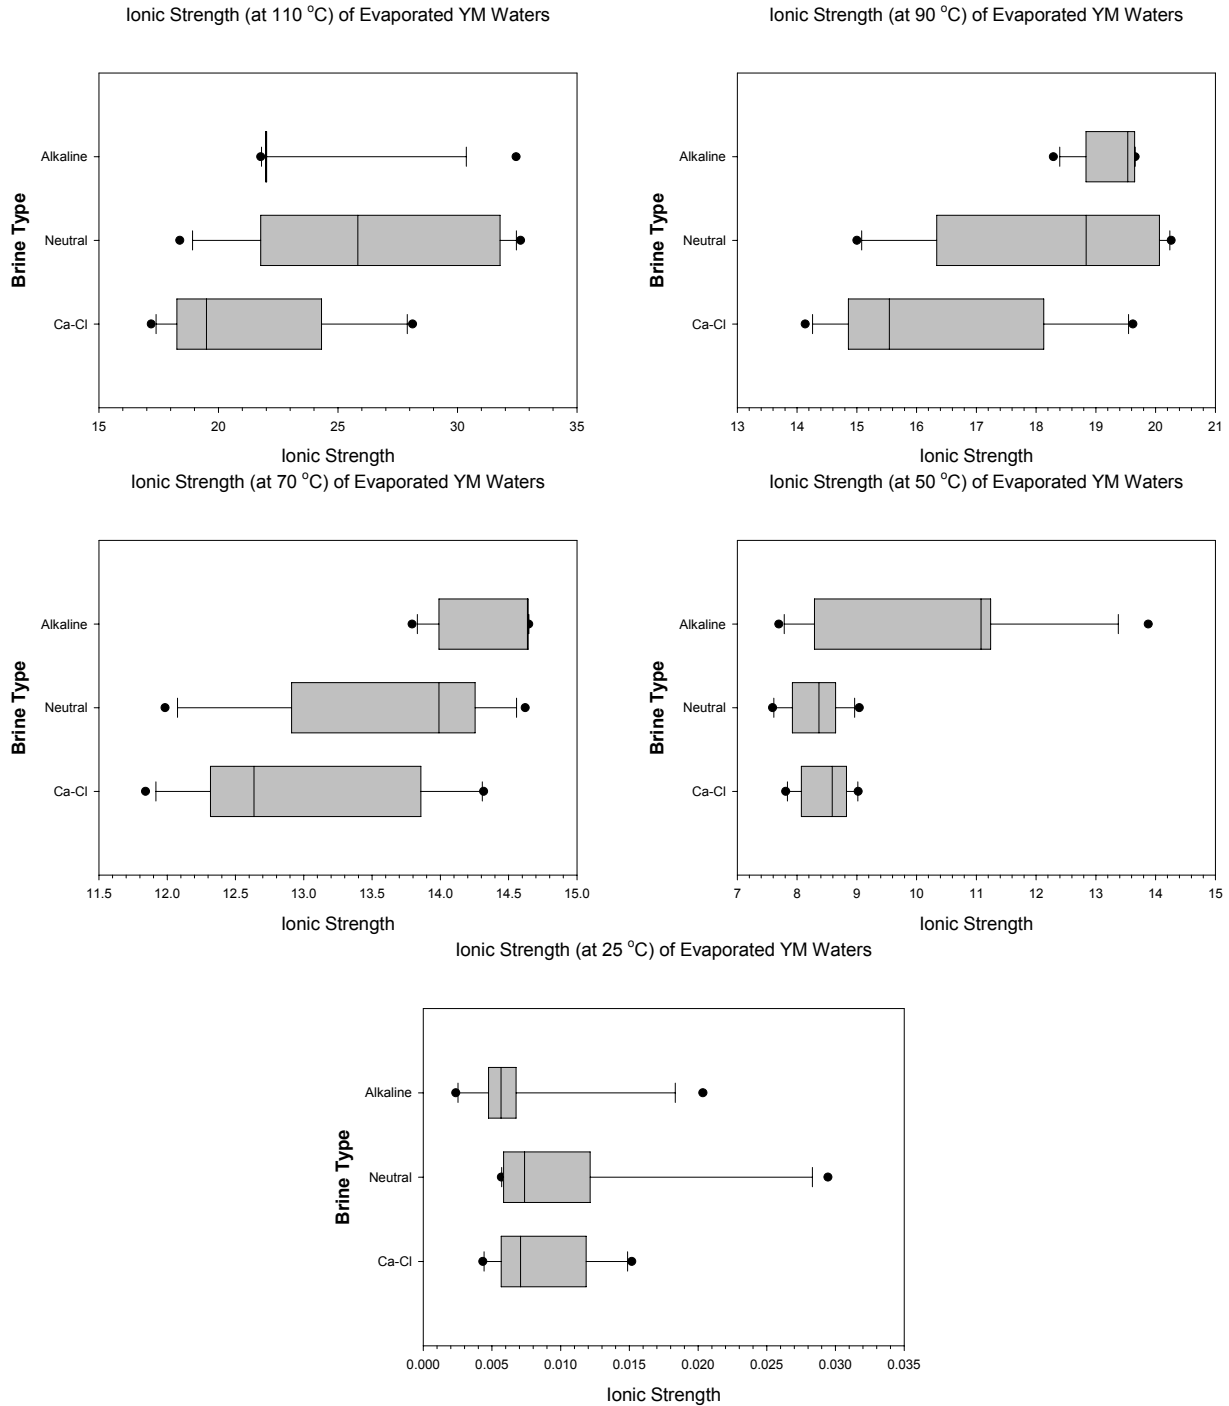 Ionic Strength (at 110 °C) of Evaporated YM Waters
Brine Type
Alkaline
Neutral
Ca-Cl
15 20 25 30 35
Ionic Strength
Ionic Strength (at 90 °C) of Evaporated YM Waters
Brine Type
Alkaline
Neutral
Ca-Cl
13 14 15 16 17 18 19 20 21
Ionic Strength
Ionic Strength (at 70 °C) of Evaporated YM Waters
Brine Type
Alkaline
Neutral
Ca-Cl
11.5 12.0 12.5 13.0 13.5 14.0 14.5 15.0
Ionic Strength
Ionic Strength (at 50 °C) of Evaporated YM Waters
Brine Type
Alkaline
Neutral
Ca-Cl
7 8 9 10 11 12 13 14 15
Ionic Strength
Ionic Strength (at 25 °C) of Evaporated YM Waters
Brine Type
Alkaline
Neutral
Ca-Cl
0.000 0.005 0.010 0.015 0.020 0.025 0.030 0.035
Ionic Strength